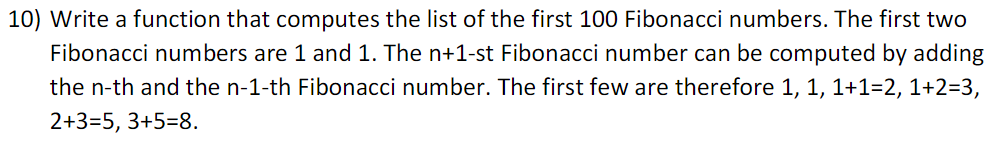 10) Write a function that computes the list of the first 100 Fibonacci numbers. The first two
Fibonacci numbers are 1 and 1. The n+1-st Fibonacci number can be computed by adding
the n-th and the n-1-th Fibonacci number. The first few are therefore 1, 1, 1+1=2, 1+2=3,
2+3=5, 3+5=8.